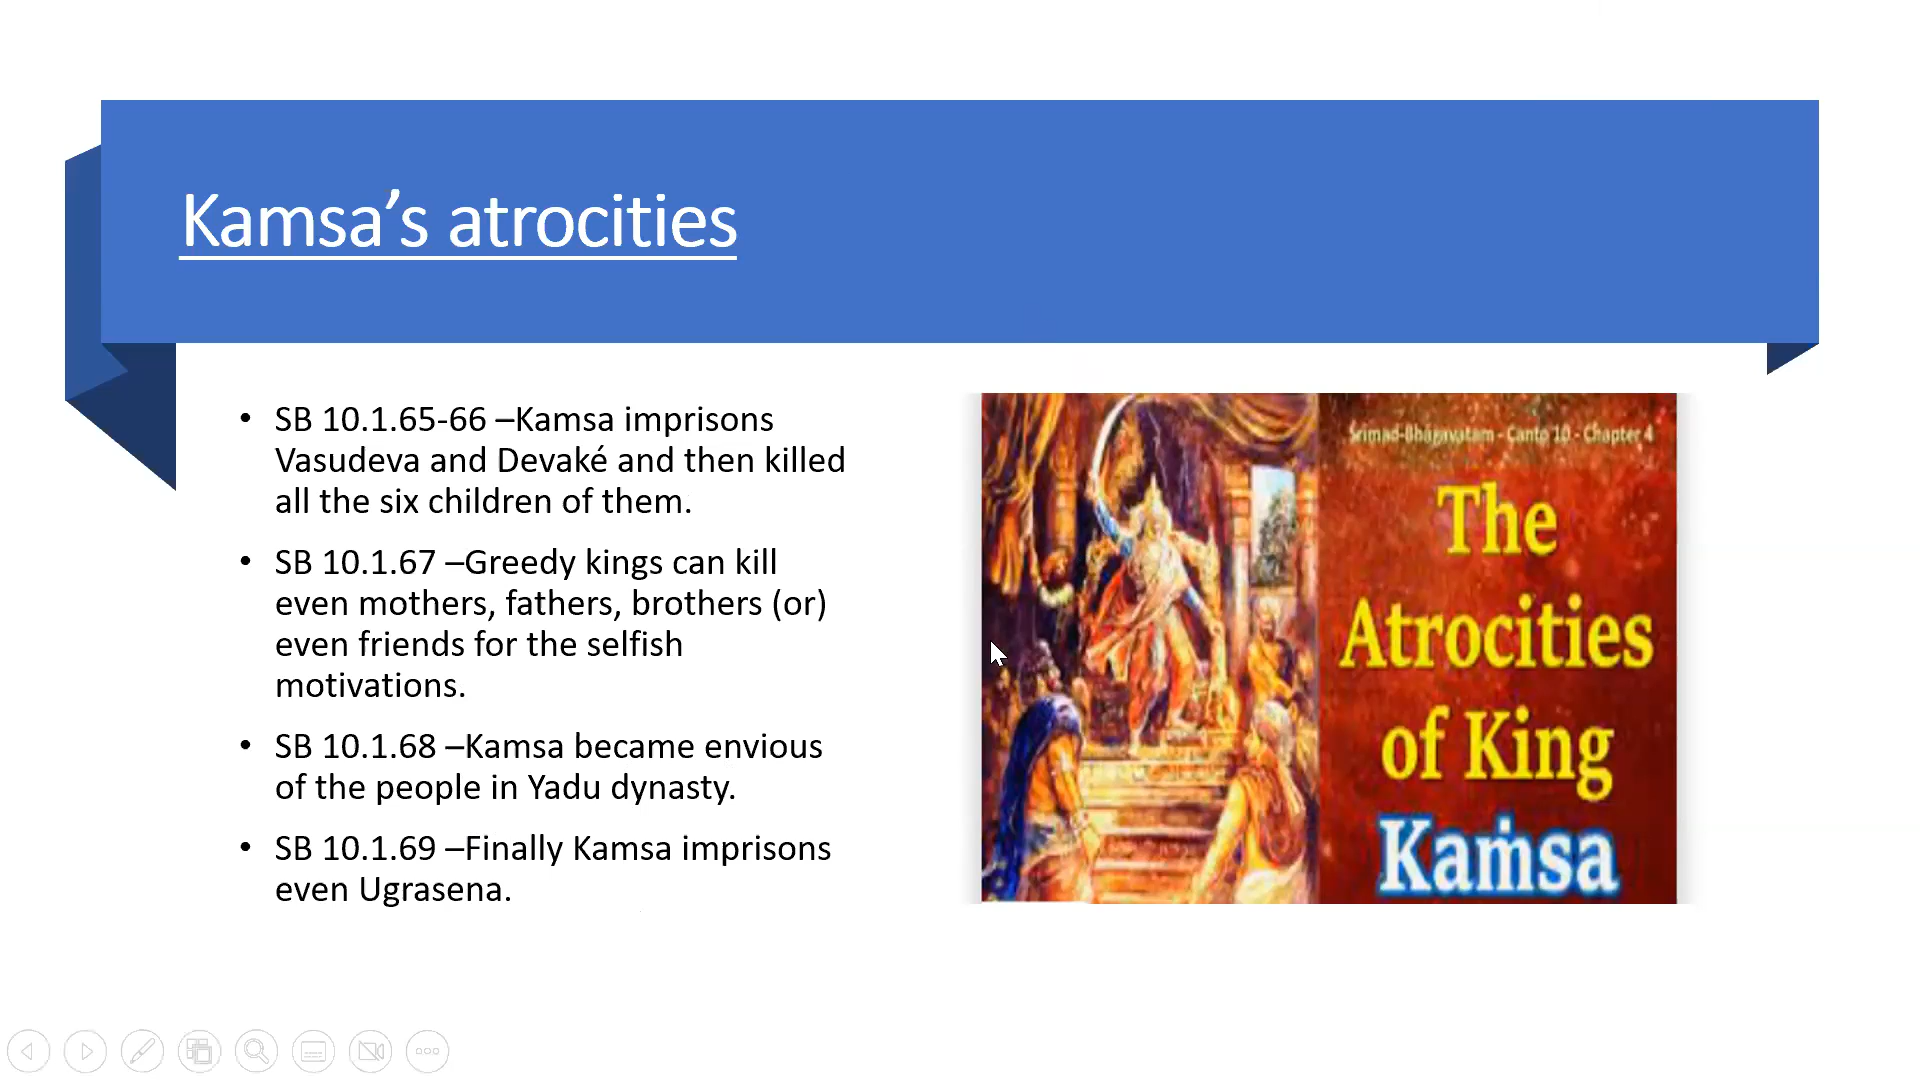 Kamsa’s atrocities
• SB 10.1.65-66 –Kamsa imprisons
Vasudeva and Devaké and then killed
all the six children of them.
• SB 10.1.67 –Greedy kings can kill
even mothers, fathers, brothers (or)
even friends for the selfish
motivations.
• SB 10.1.68 –Kamsa became envious
of the people in Yadu dynasty.
• SB 10.1.69 –Finally Kamsa imprisons
even Ugrasena.
Śrīmad-Bhāgavatam - Canto 10 - Chapter 4
The
Atrocities
of King
Kaṁsa